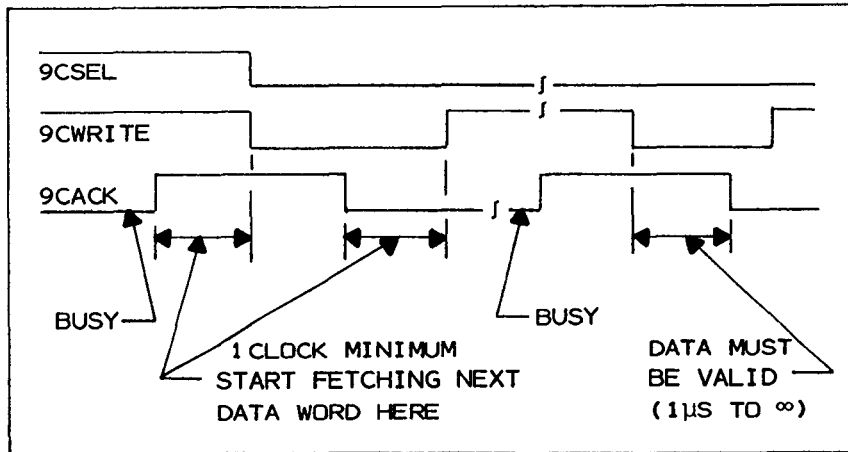 9CSEL
9CWRITE
9CACK
BUSY
BUSY
1 CLOCK MINIMUM
START FETCHING NEXT
DATA WORD HERE
DATA MUST
BE VALID
(1µS TO ∞)